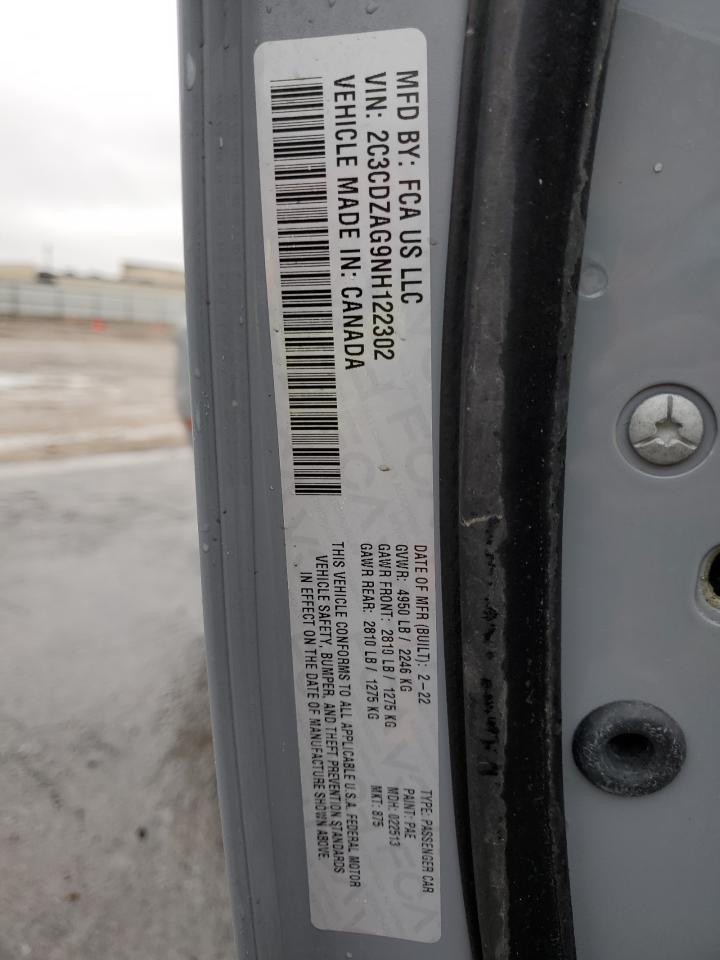 MFD BY: FCA US LLC
VIN: 2C3CDZAG9NH122302
VEHICLE MADE IN: CANADA
DATE OF MFR (BUILT): 2-22
GVWR: 4950 LB / 2246 KG
GAWR FRONT: 2810 LB / 1275 KG
GAWR REAR: 2810 LB / 1275 KG
TYPE: PASSENGER CAR
PAINT: PAE
MDH: 022513
MKT: 875
THIS VEHICLE CONFORMS TO ALL APPLICABLE U.S.A. FEDERAL MOTOR
VEHICLE SAFETY, BUMPER, AND THEFT PREVENTION STANDARDS
IN EFFECT ON THE DATE OF MANUFACTURE SHOWN ABOVE.